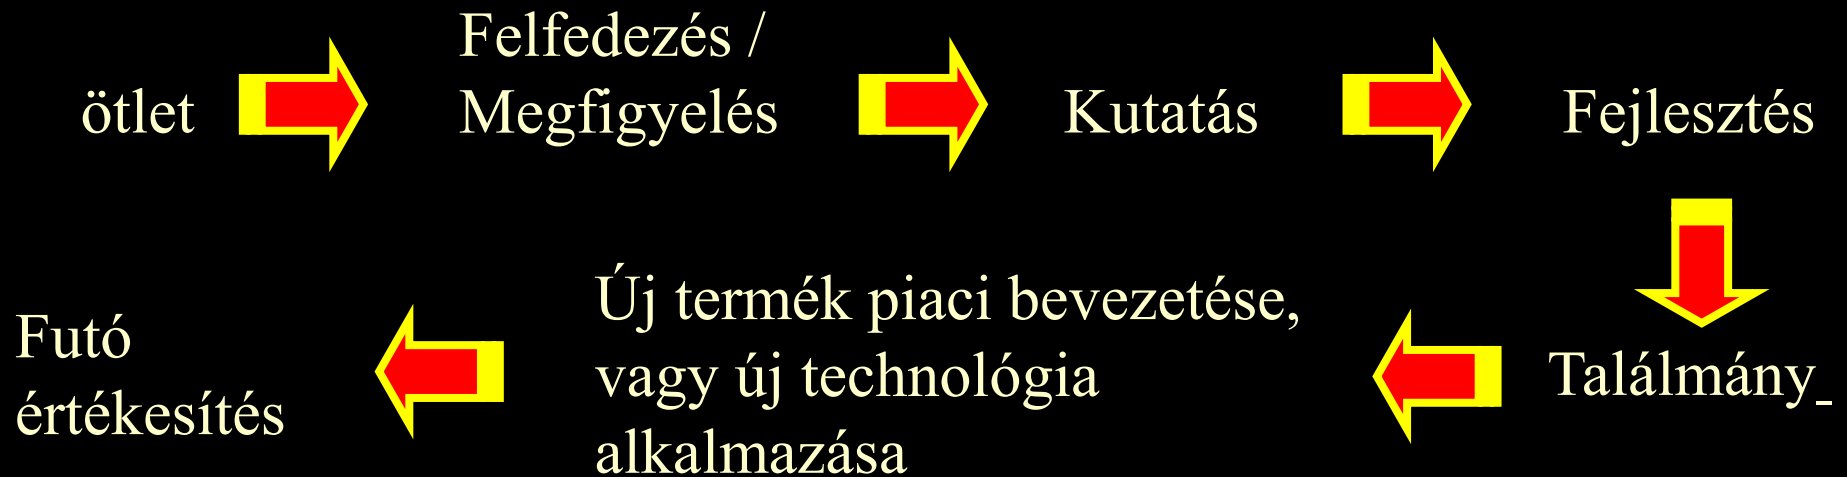 ötlet
Felfedezés /
Megfigyelés
Kutatás
Fejlesztés
Találmány
Új termék piaci bevezetése,
vagy új technológia
alkalmazása
Futó
értékesítés